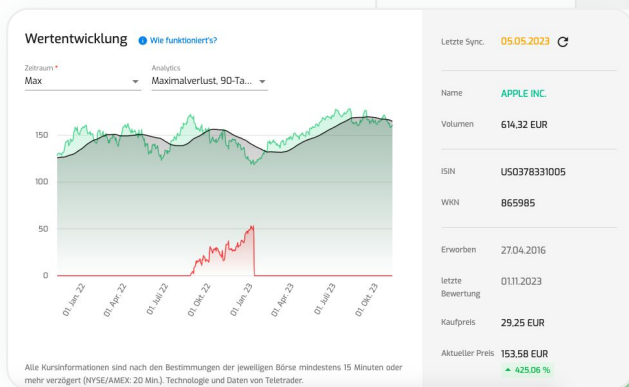 Wertentwicklung Wie funktioniert's?
Zeitraum * Analytics
Max Maximalverlust, 90-Ta...
150
100
50
0
01. Jan. 22
01. Apr. 22
01. Juli 22
01. Okt. 22
01. Jan. 23
01. Apr. 23
01. Juli 23
01. Okt. 23
Alle Kursinformationen sind nach den Bestimmungen der jeweiligen Börse mindestens 15 Minuten oder
mehr verzögert (NYSE/AMEX: 20 Min.). Technologie und Daten von Teletrader.
Letzte Sync. 05.05.2023
Name APPLE INC.
Volumen 614,32 EUR
ISIN US0378331005
WKN 865985
Erworben 27.04.2016
letzte
Bewertung 01.11.2023
Kaufpreis 29,25 EUR
Aktueller Preis 153,58 EUR
425,06 %